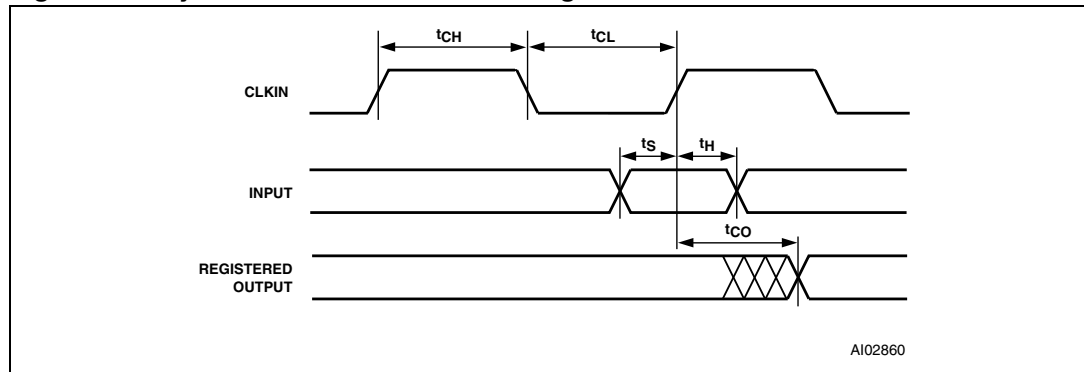 tCH
tCL
CLKIN
tS
tH
INPUT
tCO
REGISTERED
OUTPUT
AI02860